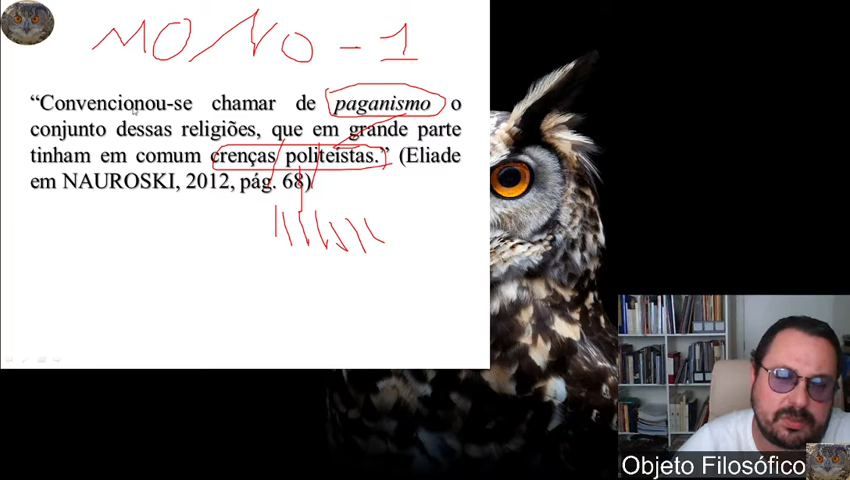 MONO - 1
“Convencionou-se chamar de paganismo o
conjunto dessas religiões, que em grande parte
tinham em comum crenças politeístas.” (Eliade
em NAUROSKI, 2012, pág. 68)
Objeto Filosófico